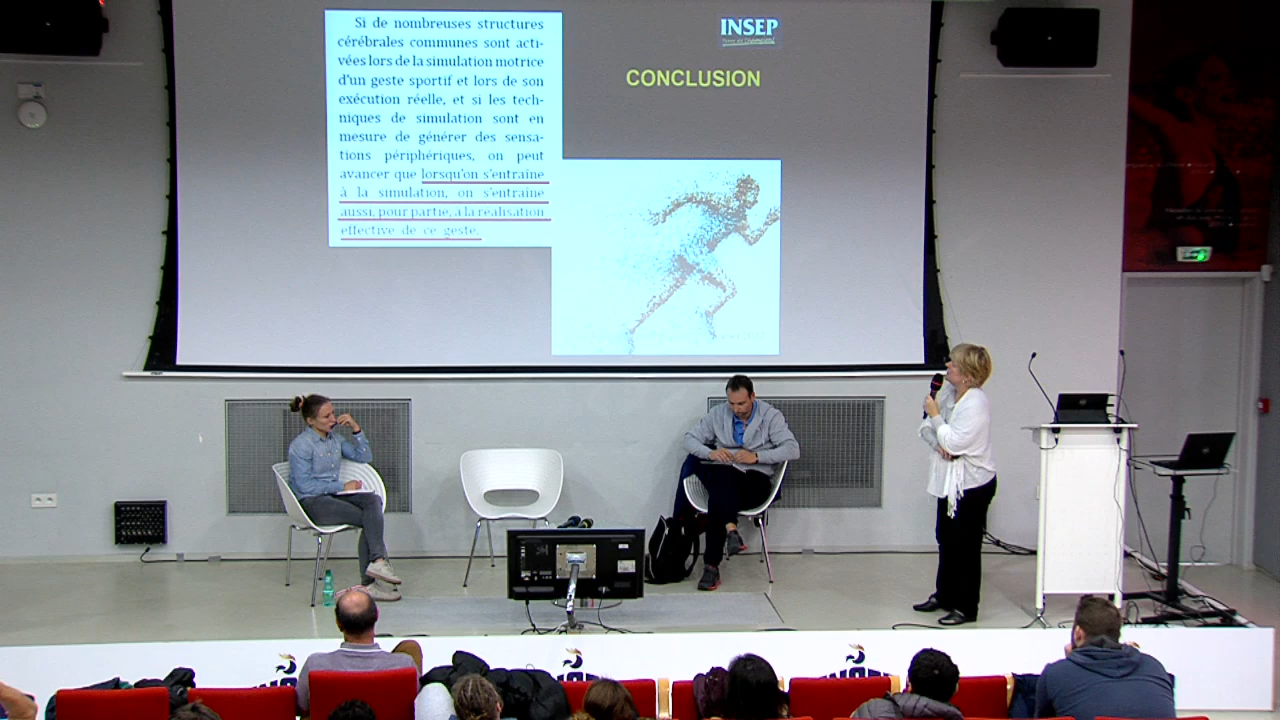 Si de nombreuses structures
cérébrales communes sont acti-
vées lors de la simulation motrice
d'un geste sportif et lors de son
exécution réelle, et si les tech-
niques de simulation sont en
mesure de générer des sensa-
tions périphériques, on peut
avancer que lorsqu'on s'entraîne
à la simulation, on s'entraîne
aussi, pour partie, à la réalisation
effective de ce geste.
INSEP
CONCLUSION